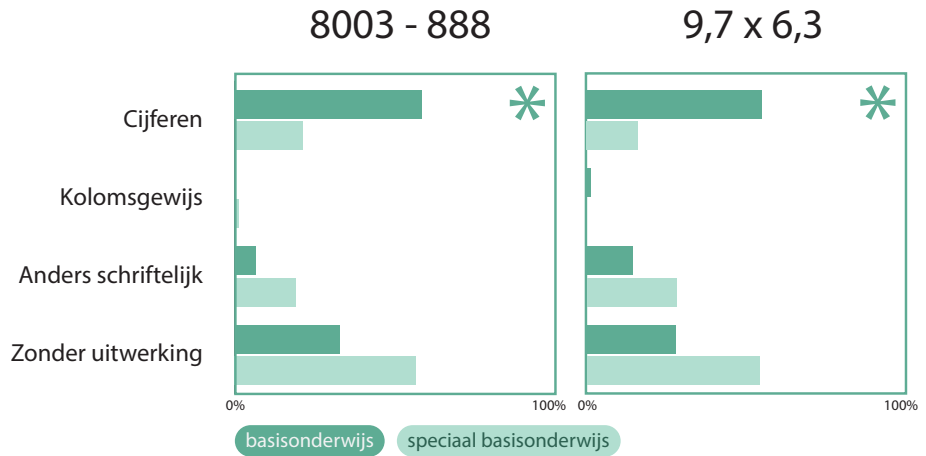 8003 - 888
9,7 x 6,3
Cijferen
*
*
Kolomsgewijs
Anders schriftelijk
Zonder uitwerking
0%
100%
0%
100%
basisonderwijs
speciaal basisonderwijs